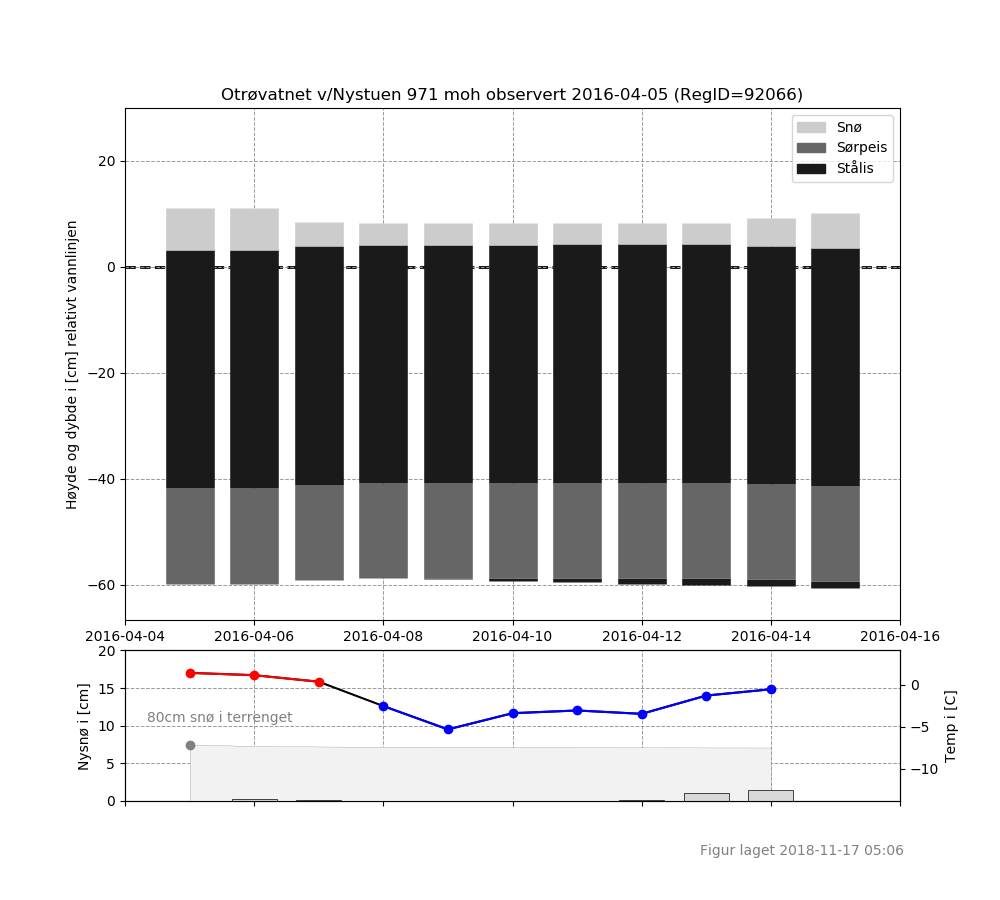 Otrøvatnet v/Nystuen 971 moh observert 2016-04-05 (RegID=92066)
Snø
Sørpeis
Stålis
Høyde og dybde i [cm] relativt vannlinjen
20
0
−20
−40
−60
2016-04-04 2016-04-06 2016-04-08 2016-04-10 2016-04-12 2016-04-14 2016-04-16
Nysnø i [cm]
20
15
10
5
0
80cm snø i terrenget
0
−5
−10
Temp i [C]
Figur laget 2018-11-17 05:06